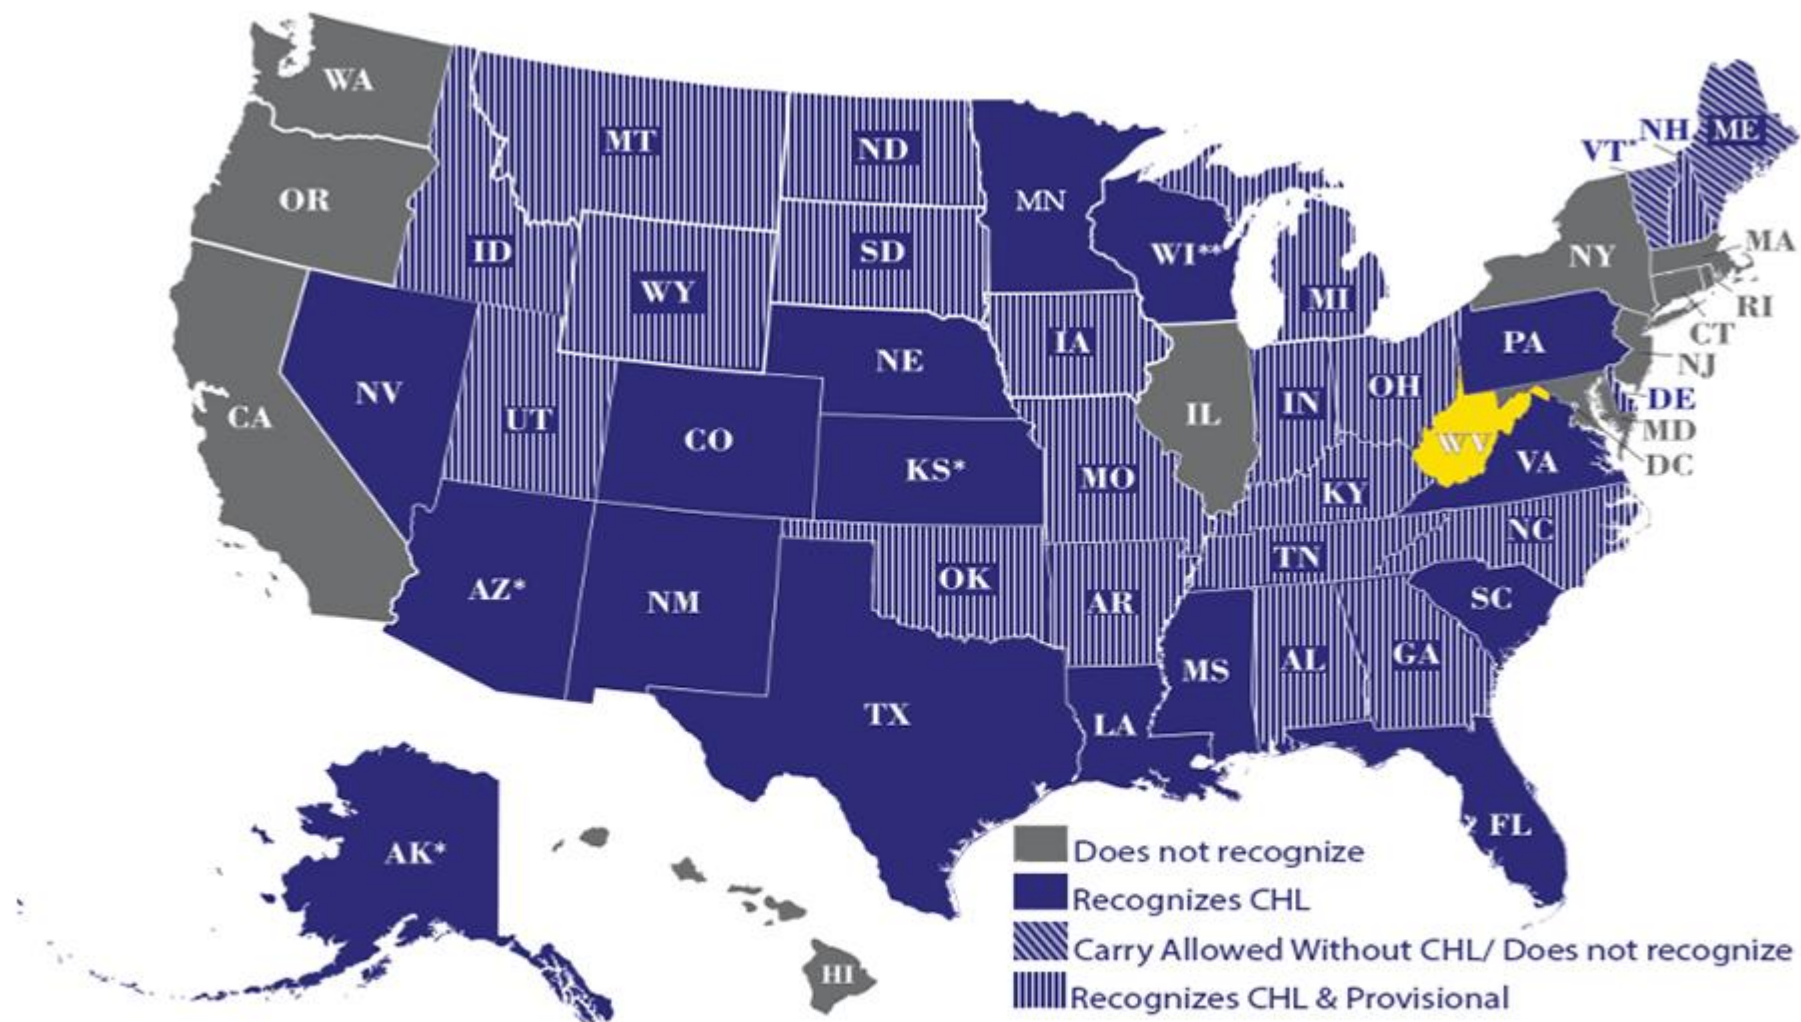 WA
MT
ND
MN
OR
ID
WY
SD
WI**
MI
VT*
NH
ME
NY
MA
RI
CT
NJ
NV
UT
NE
IA
PA
CA
CO
KS*
MO
IL
IN
OH
WV
VA
DE
MD
DC
KY
AZ*
NM
OK
AR
TN
NC
SC
TX
LA
MS
AL
GA
FL
AK*
HI
Does not recognize
Recognizes CHL
Carry Allowed Without CHL/ Does not recognize
Recognizes CHL & Provisional